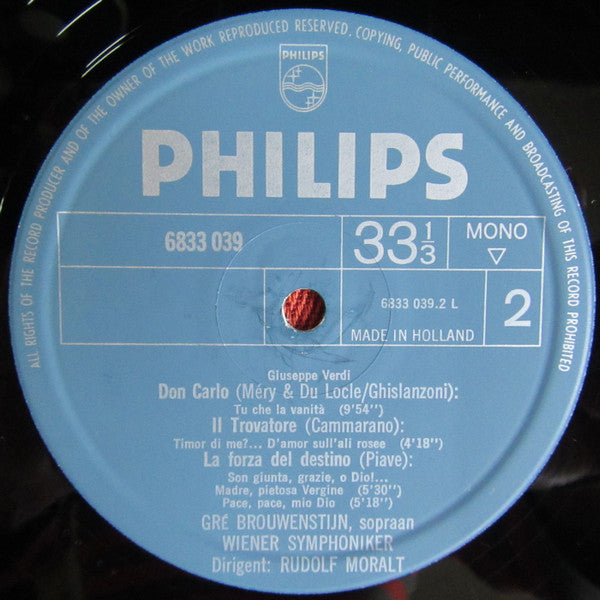 ALL RIGHTS OF THE RECORD PRODUCER AND OF THE OWNER OF THE WORK REPRODUCED RESERVED. COPYING, PUBLIC PERFORMANCE AND BROADCASTING OF THIS RECORD PROHIBITED
PHILIPS
PHILIPS
6833 039
33 1/3
MONO
▽
6833 039.2 L
2
MADE IN HOLLAND
Giuseppe Verdi
Don Carlo (Méry & Du Locle/Ghislanzoni):
Tu che la vanità (9'54'')
Il Trovatore (Cammarano):
Timor di me?... D'amor sull'ali rosee (4'18'')
La forza del destino (Piave):
Son giunta, grazie, o Dio!...
Madre, pietosa Vergine (5'30'')
Pace, pace, mio Dio (5'18'')
GRÉ BROUWENSTIJN, sopraan
WIENER SYMPHONIKER
Dirigent: RUDOLF MORALT